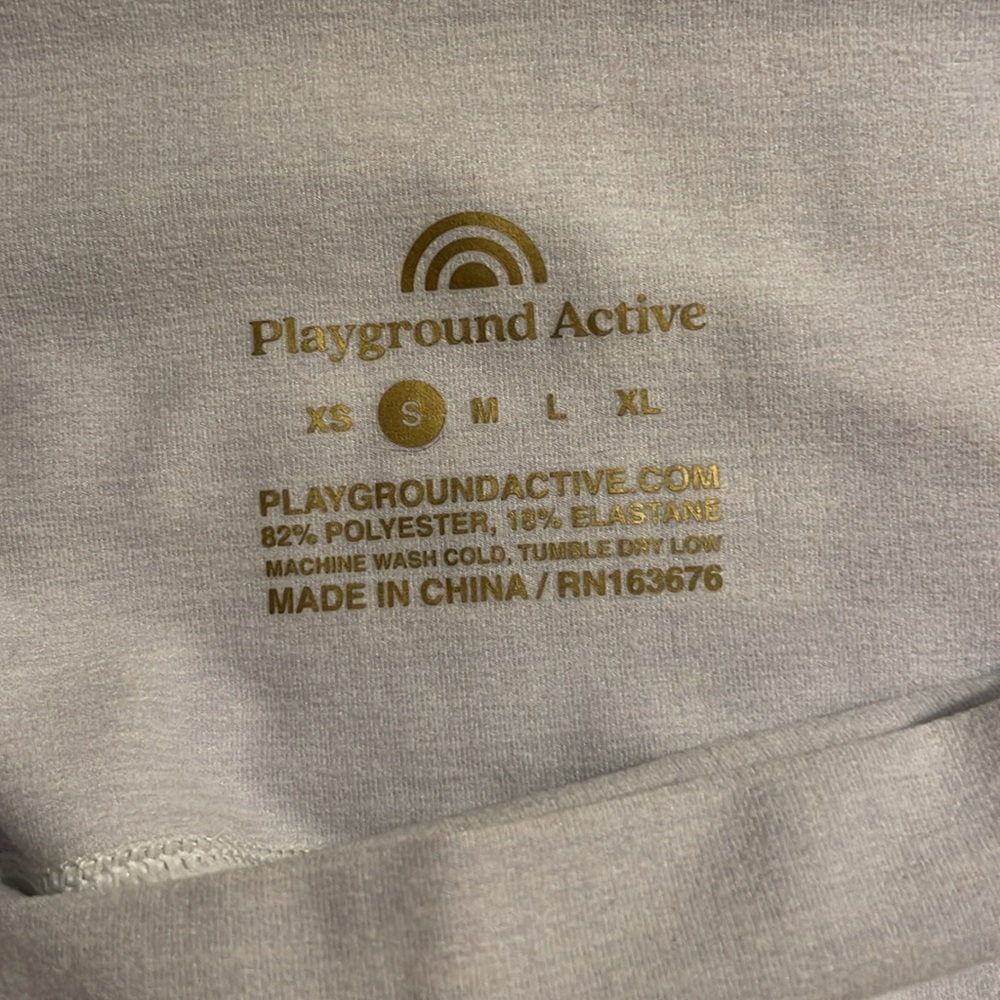 Playground Active
XS S M L XL
PLAYGROUNDACTIVE.COM
82% POLYESTER, 18% ELASTANE
MACHINE WASH COLD, TUMBLE DRY LOW
MADE IN CHINA / RN163676